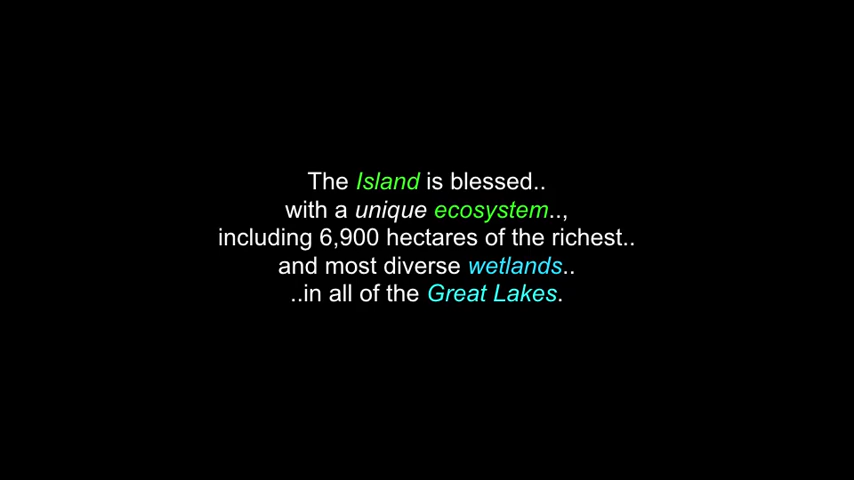 The Island is blessed..
with a unique ecosystem..,
including 6,900 hectares of the richest..
and most diverse wetlands..
..in all of the Great Lakes.